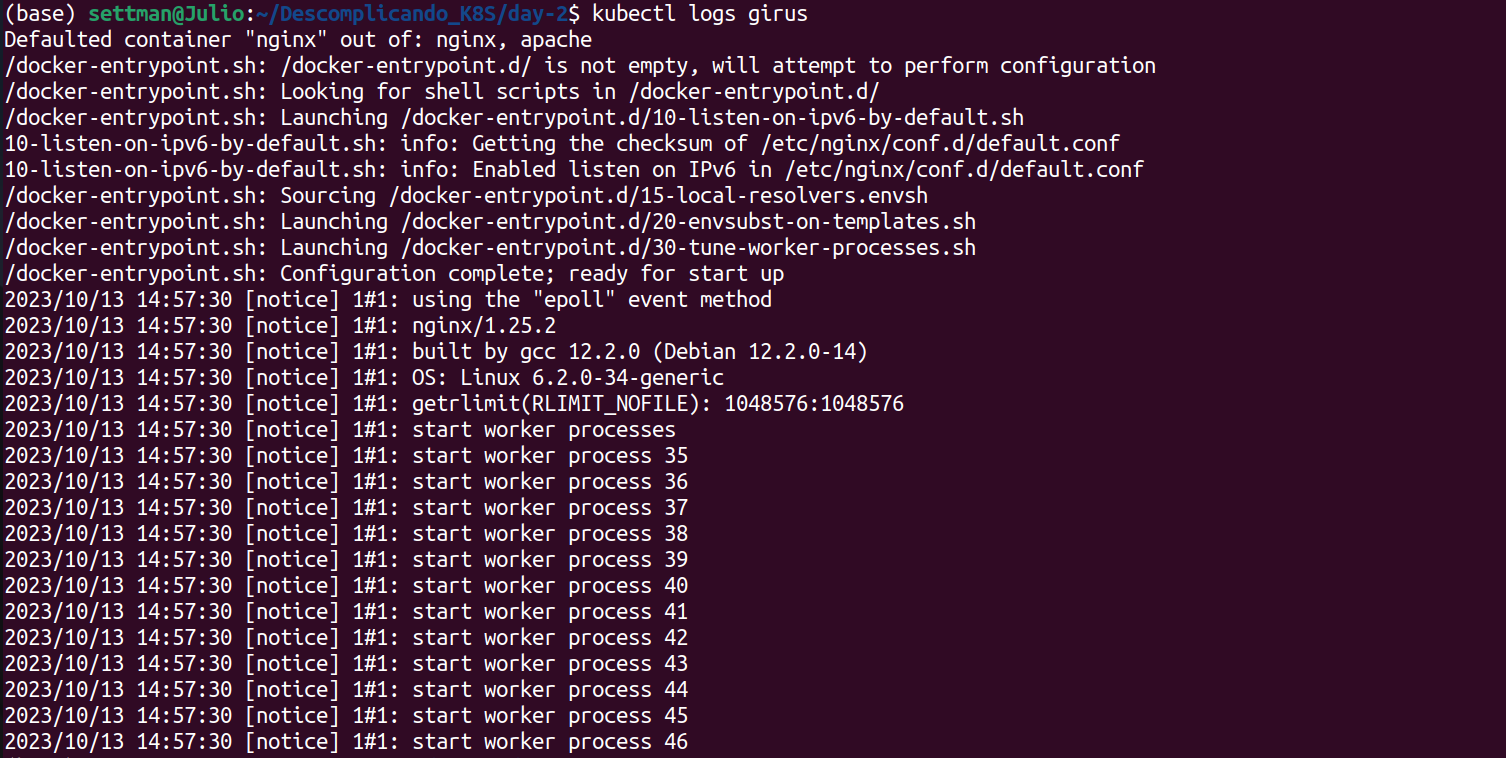 (base) settman@Julio:~/Descomplicando_K8S/day-2$ kubectl logs girus
Defaulted container "nginx" out of: nginx, apache
/docker-entrypoint.sh: /docker-entrypoint.d/ is not empty, will attempt to perform configuration
/docker-entrypoint.sh: Looking for shell scripts in /docker-entrypoint.d/
/docker-entrypoint.sh: Launching /docker-entrypoint.d/10-listen-on-ipv6-by-default.sh
10-listen-on-ipv6-by-default.sh: info: Getting the checksum of /etc/nginx/conf.d/default.conf
10-listen-on-ipv6-by-default.sh: info: Enabled listen on IPv6 in /etc/nginx/conf.d/default.conf
/docker-entrypoint.sh: Sourcing /docker-entrypoint.d/15-local-resolvers.envsh
/docker-entrypoint.sh: Launching /docker-entrypoint.d/20-envsubst-on-templates.sh
/docker-entrypoint.sh: Launching /docker-entrypoint.d/30-tune-worker-processes.sh
/docker-entrypoint.sh: Configuration complete; ready for start up
2023/10/13 14:57:30 [notice] 1#1: using the "epoll" event method
2023/10/13 14:57:30 [notice] 1#1: nginx/1.25.2
2023/10/13 14:57:30 [notice] 1#1: built by gcc 12.2.0 (Debian 12.2.0-14)
2023/10/13 14:57:30 [notice] 1#1: OS: Linux 6.2.0-34-generic
2023/10/13 14:57:30 [notice] 1#1: getrlimit(RLIMIT_NOFILE): 1048576:1048576
2023/10/13 14:57:30 [notice] 1#1: start worker processes
2023/10/13 14:57:30 [notice] 1#1: start worker process 35
2023/10/13 14:57:30 [notice] 1#1: start worker process 36
2023/10/13 14:57:30 [notice] 1#1: start worker process 37
2023/10/13 14:57:30 [notice] 1#1: start worker process 38
2023/10/13 14:57:30 [notice] 1#1: start worker process 39
2023/10/13 14:57:30 [notice] 1#1: start worker process 40
2023/10/13 14:57:30 [notice] 1#1: start worker process 41
2023/10/13 14:57:30 [notice] 1#1: start worker process 42
2023/10/13 14:57:30 [notice] 1#1: start worker process 43
2023/10/13 14:57:30 [notice] 1#1: start worker process 44
2023/10/13 14:57:30 [notice] 1#1: start worker process 45
2023/10/13 14:57:30 [notice] 1#1: start worker process 46